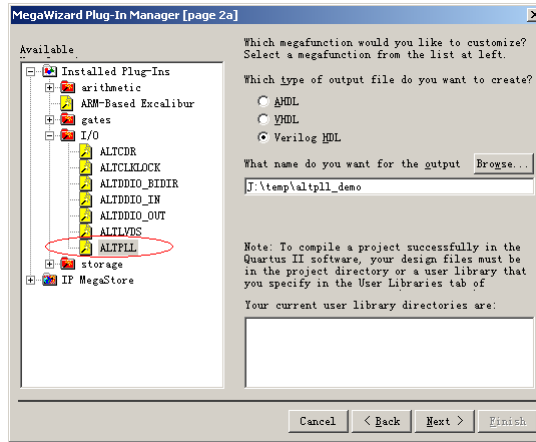 MegaWizard Plug-In Manager [page 2a]
Available
Installed Plug-Ins
arithmetic
ARM-Based Excalibur
gates
I/O
ALTCDR
ALTCLKLOCK
ALTDDIO_BIDIR
ALTDDIO_IN
ALTDDIO_OUT
ALTLVDS
ALTPLL
storage
IP MegaStore
Which megafunction would you like to customize?
Select a megafunction from the list at left.
Which type of output file do you want to create?
AHDL
VHDL
Verilog HDL
What name do you want for the output
Browse...
J:\temp\altpll_demo
Note: To compile a project successfully in the
Quartus II software, your design files must be
in the project directory or a user library that
you specify in the User Libraries tab of
Your current user library directories are:
Cancel
< Back
Next >
Finish